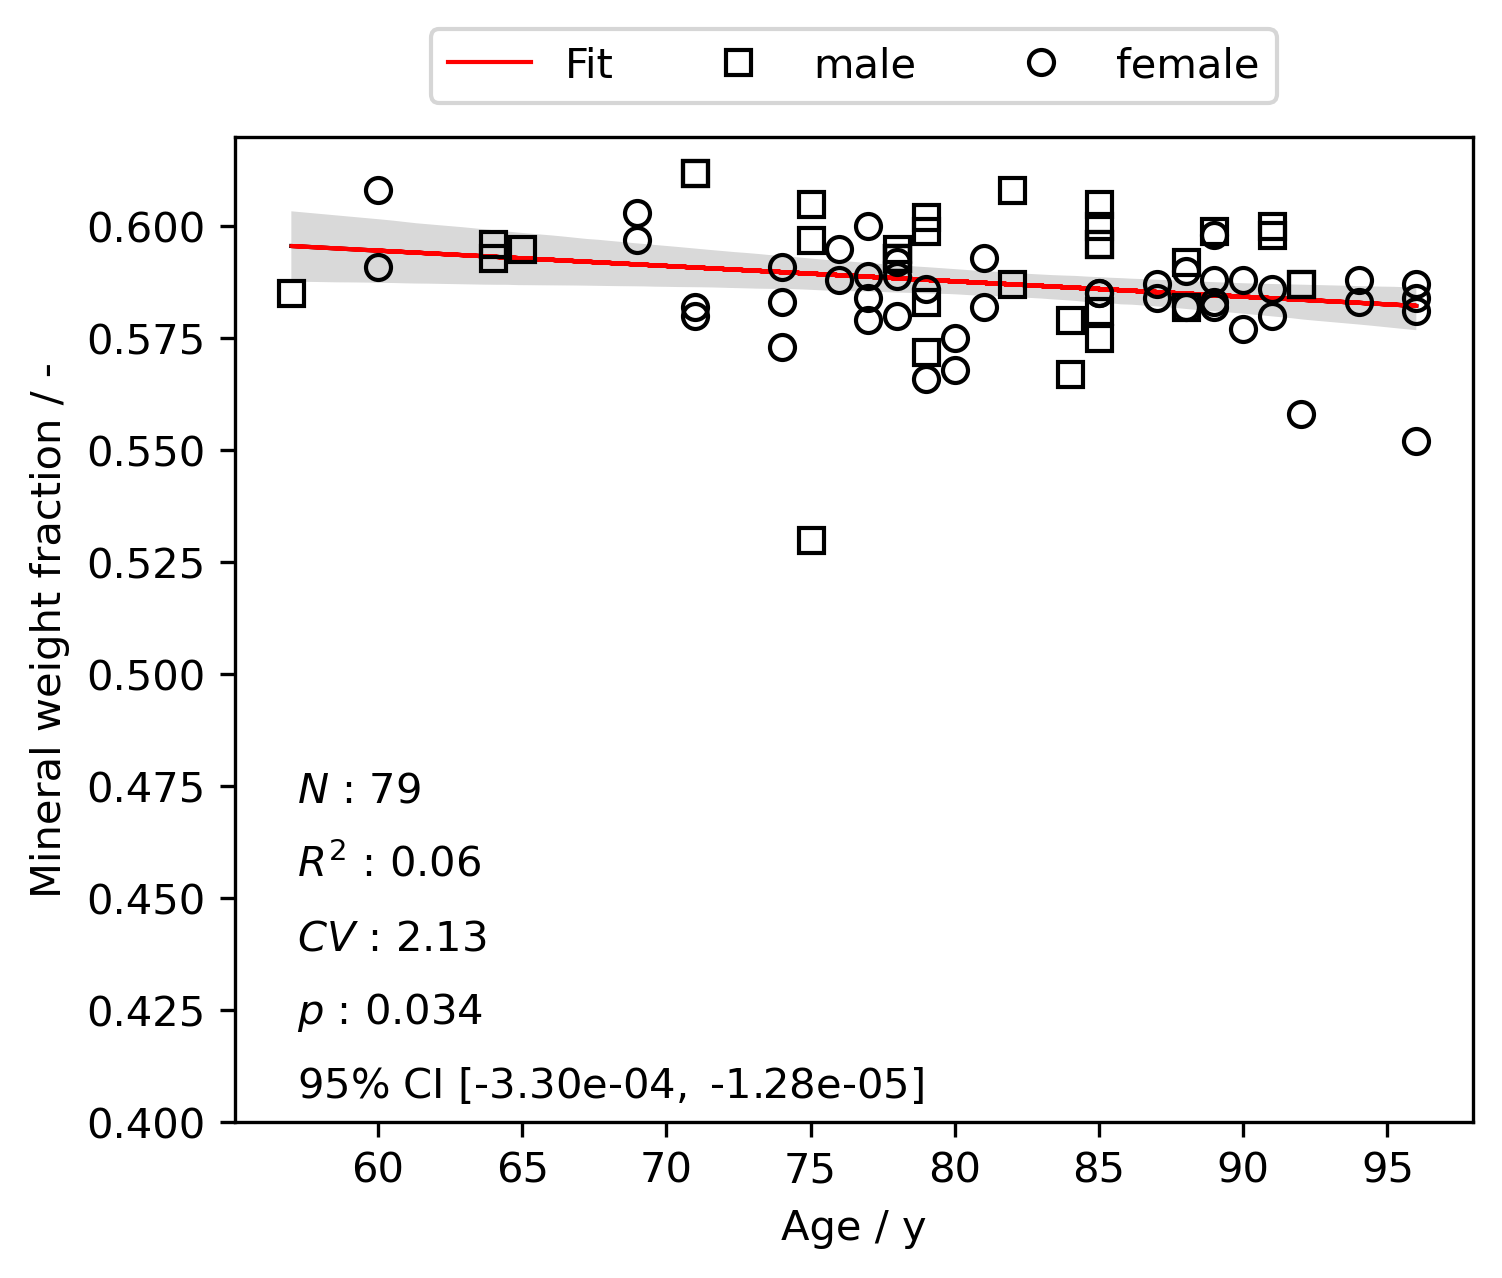 Fit male female
0.600
0.575
0.550
0.525
0.500
0.475
0.450
0.425
0.400
Mineral weight fraction / -
N : 79
R² : 0.06
CV : 2.13
p : 0.034
95% CI [-3.30e-04, -1.28e-05]
60 65 70 75 80 85 90 95
Age / y